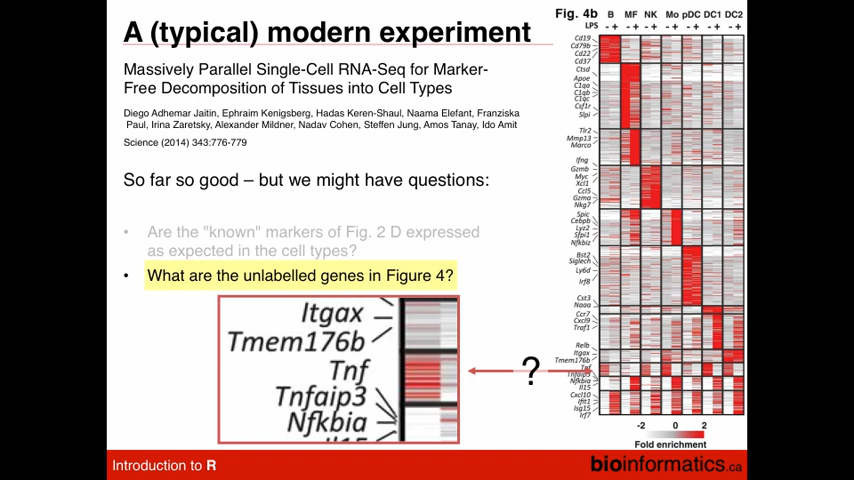 A (typical) modern experiment
Massively Parallel Single-Cell RNA-Seq for Marker-
Free Decomposition of Tissues into Cell Types
Diego Adhemar Jaitin, Ephraim Kenigsberg, Hadas Keren-Shaul, Naama Elefant, Franziska
Paul, Irina Zaretsky, Alexander Mildner, Nadav Cohen, Steffen Jung, Amos Tanay, Ido Amit
Science (2014) 343:776-779
So far so good – but we might have questions:
• Are the "known" markers of Fig. 2 D expressed
as expected in the cell types?
• What are the unlabelled genes in Figure 4?
Itgax
Tmem176b
Tnf
Tnfaip3
Nfkbia
Il15
?
Fig. 4b B MF NK Mo pDC DC1 DC2
LPS - + - + - + - + - + - + - +
Cd19
Cd79b
Cd22
Cd37
Ctsd
Apoe
C1qa
C1qb
C1qc
Csf1r
Slpi
Tlr2
Mmp13
Marco
Ifng
Gzmb
Myc
Xcl1
Ccl5
Gzma
Nkg7
Spic
Cebpb
Lyz2
Sfpi1
Nfkbiz
Bst2
Siglech
Ly6d
Irf8
Cst3
Naaa
Ccr7
Cxcl9
Traf1
Relb
Itgax
Tmem176b
Tnf
Tnfaip3
Nfkbia
Il15
Cxcl10
Ifit1
Isg15
Irf7
-2 0 2
Fold enrichment
Introduction to R
bioinformatics.ca